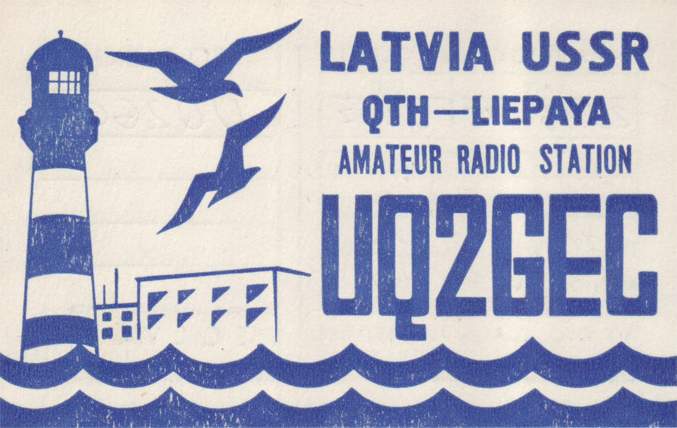 LATVIA USSR
QTH—LIEPAYA
AMATEUR RADIO STATION
UQ2GEC